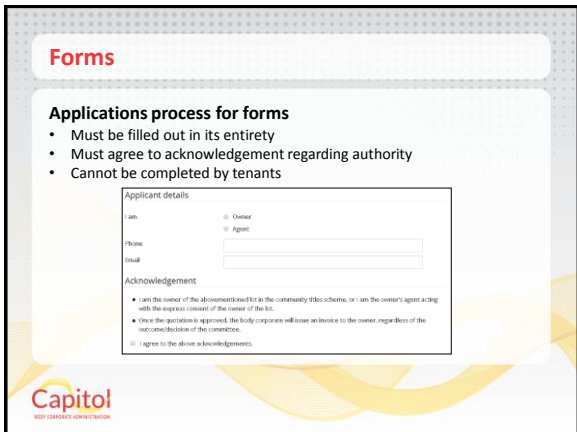 Forms
Applications process for forms
• Must be filled out in its entirety
• Must agree to acknowledgement regarding authority
• Cannot be completed by tenants
Applicant details
I am
Owner
Agent
Phone
Email
Acknowledgement
• I am the owner of the abovementioned lot in the community titles scheme, or I am the owner's agent acting
with the express consent of the owner of the lot.
• Once the quotation is approved, the body corporate will issue an invoice to the owner, regardless of the
outcome/decision of the committee.
I agree to the above acknowledgements.
Capitol
BODY CORPORATE ADMINISTRATION